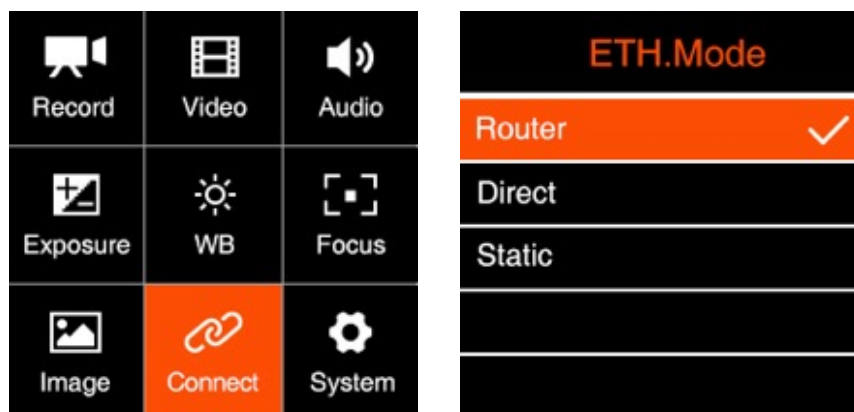 Record Video Audio
Exposure WB Focus
Image Connect System
ETH.Mode
Router
Direct
Static